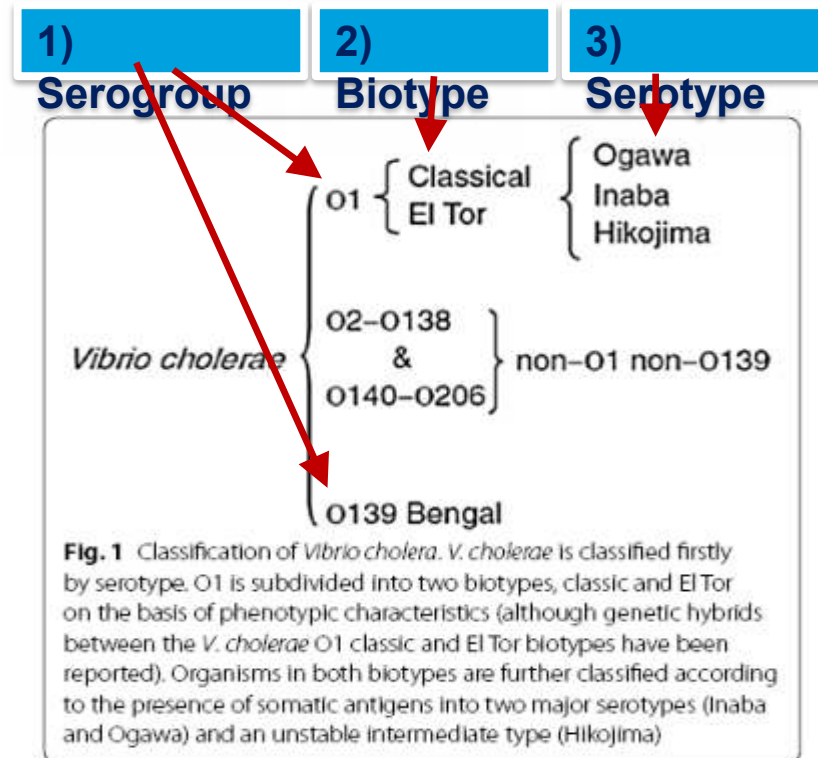 1)
Serogroup
2)
Biotype
3)
Serotype
O1
Classical
El Tor
Ogawa
Inaba
Hikojima
Vibrio cholerae
O2–O138
&
O140–O206
non–O1 non–O139
O139 Bengal
Fig. 1 Classification of Vibrio cholera. V. cholerae is classified firstly
by serotype. O1 is subdivided into two biotypes, classic and El Tor
on the basis of phenotypic characteristics (although genetic hybrids
between the V. cholerae O1 classic and El Tor biotypes have been
reported). Organisms in both biotypes are further classified according
to the presence of somatic antigens into two major serotypes (Inaba
and Ogawa) and an unstable intermediate type (Hikojima)